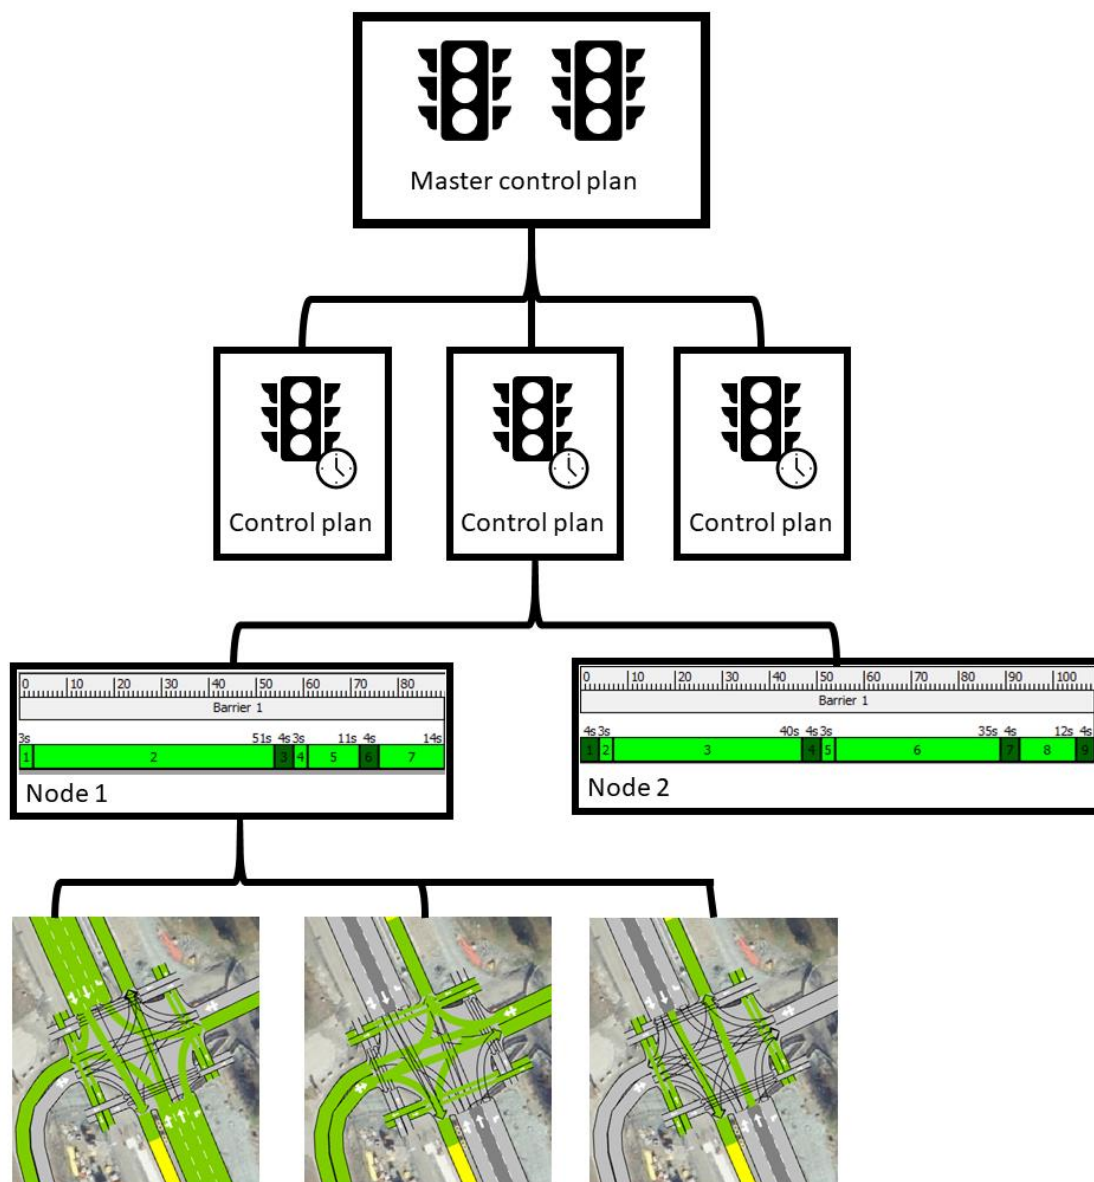 Master control plan
Control plan
Control plan
Control plan
0 10 20 30 40 50 60 70 80
Barrier 1
3s 51s 4s 3s 11s 4s 14s
1 2 3 4 5 6 7
Node 1
0 10 20 30 40 50 60 70 80 90 100
Barrier 1
4s 3s 40s 4s 3s 35s 4s 12s 4s
1 2 3 4 5 6 7 8 9
Node 2